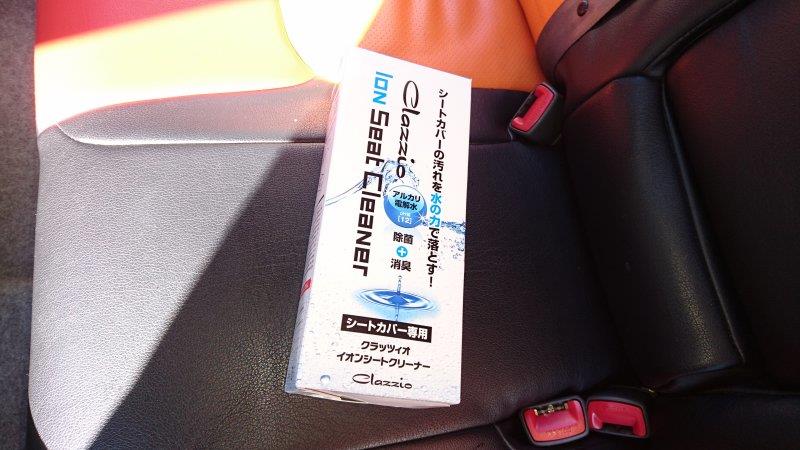 シートカバーの汚れを水の力で落とす!
Clazzio
Ion Seat Cleaner
アルカリ
電解水
[12]
除菌
+
消臭
シートカバー専用
クラッツィオ
イオンシートクリーナー
Clazzio